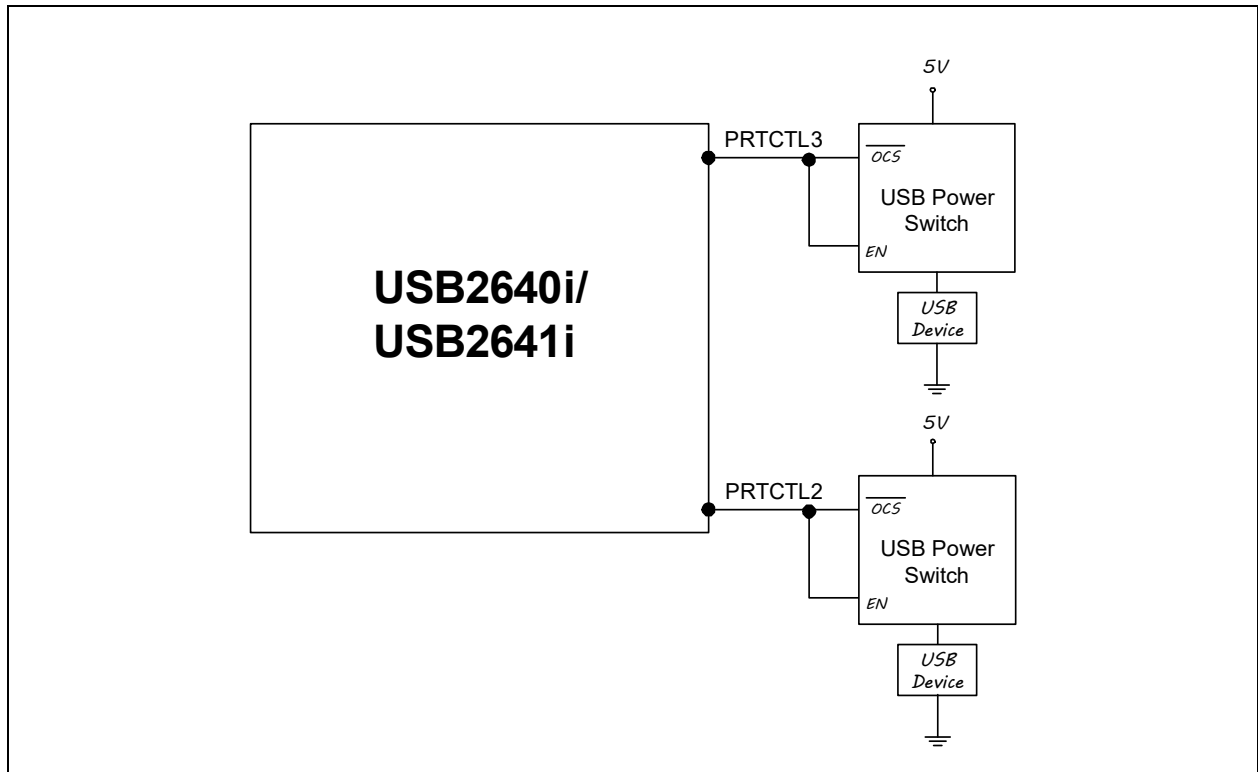 5V
PRTCTL3
OCS
USB Power
Switch
EN
USB2640i/
USB2641i
USB
Device
5V
PRTCTL2
OCS
USB Power
Switch
EN
USB
Device